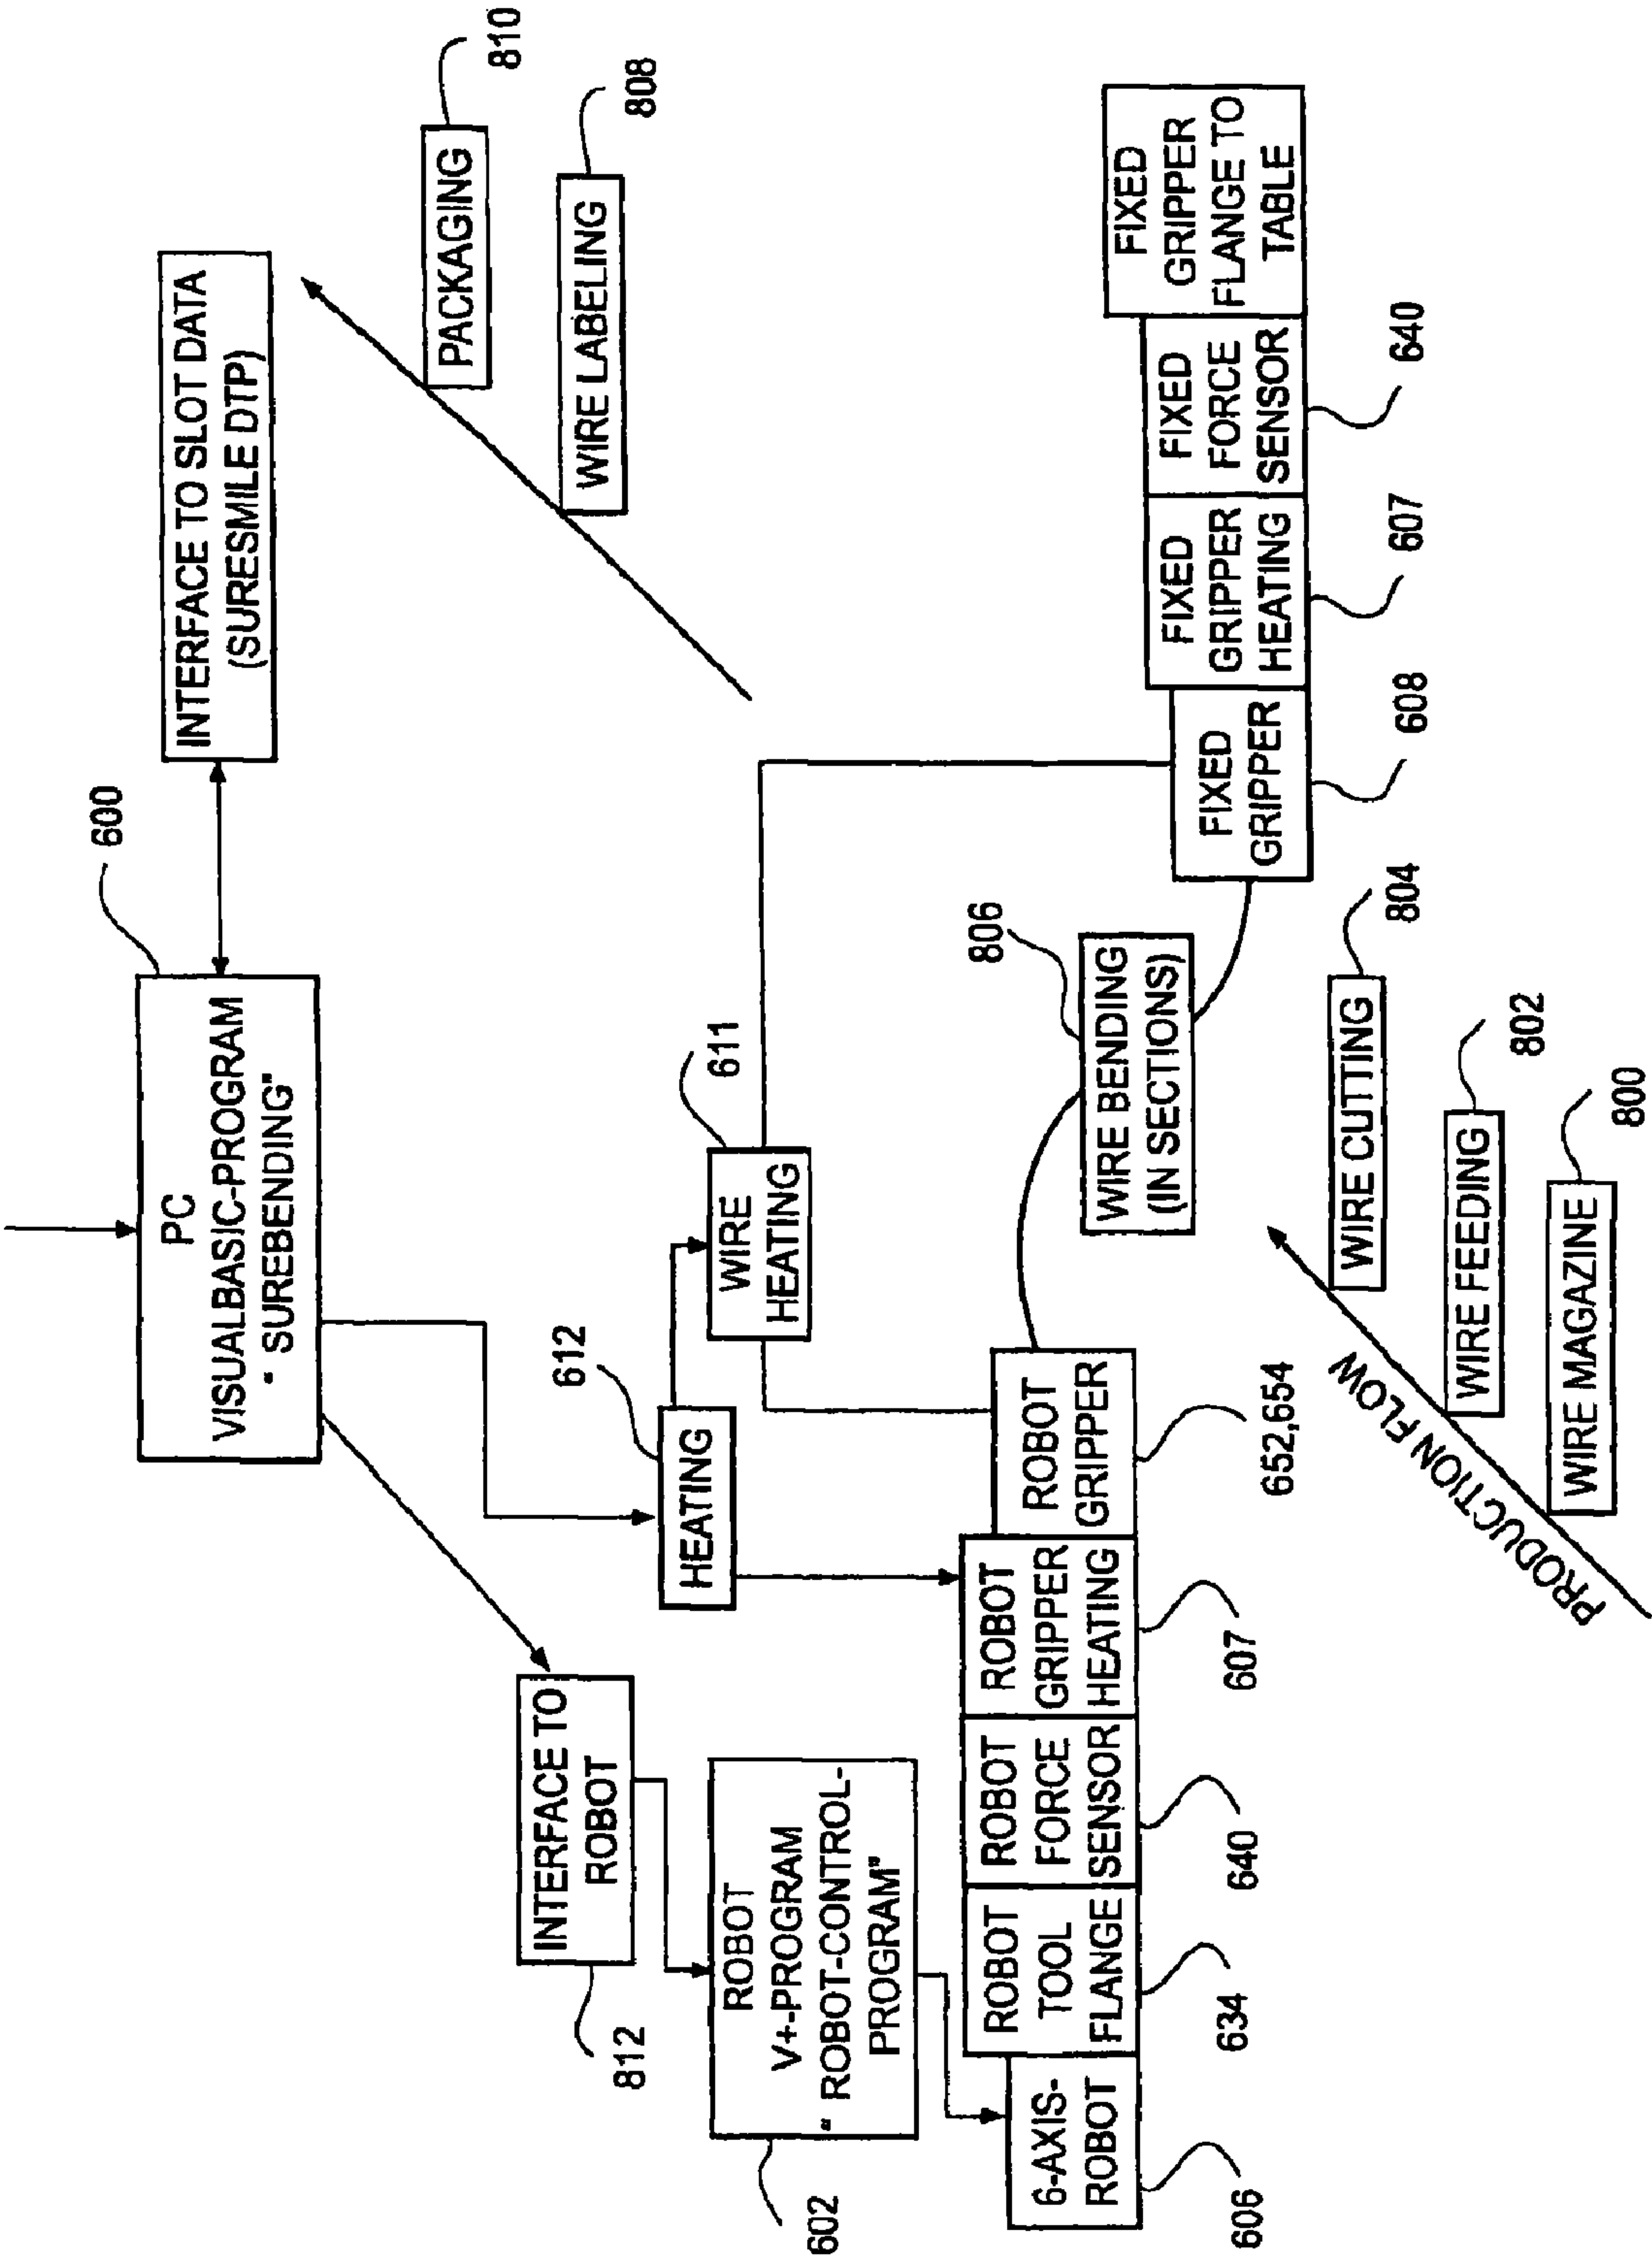 600
PC
VISUALBASIC-PROGRAM
“ SUREBENDING”
INTERFACE TO SLOT DATA
(SURESMILE DTP)
810
PACKAGING
808
WIRE LABELING
812
INTERFACE TO
ROBOT
612
HEATING
611
WIRE
HEATING
602
ROBOT
V+-PROGRAM
“ ROBOT-CONTROL-
PROGRAM”
6-AXIS-
ROBOT
606
ROBOT
TOOL
FLANGE
634
ROBOT
FORCE
SENSOR
640
ROBOT
GRIPPER
HEATING
607
ROBOT
GRIPPER
652,654
806
WIRE BENDING
(IN SECTIONS)
FIXED
GRIPPER
608
FIXED
GRIPPER
HEATING
607
FIXED
FORCE
SENSOR
640
FIXED
GRIPPER
FLANGE TO
TABLE
WIRE CUTTING
804
WIRE FEEDING
802
WIRE MAGAZINE
800
PRODUCTION FLOW